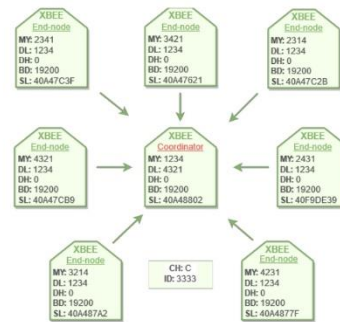 XBEE
End-node
MY: 2341
DL: 1234
DH: 0
BD: 19200
SL: 40A47C3F
XBEE
End-node
MY: 3421
DL: 1234
DH: 0
BD: 19200
SL: 40A47621
XBEE
End-node
MY: 2314
DL: 1234
DH: 0
BD: 19200
SL: 40A47C2B
XBEE
End-node
MY: 4321
DL: 1234
DH: 0
BD: 19200
SL: 40A47CB9
XBEE
Coordinator
MY: 1234
DL: 4321
DH: 0
BD: 19200
SL: 40A48802
XBEE
End-node
MY: 2431
DL: 1234
DH: 0
BD: 19200
SL: 40F9DE39
XBEE
End-node
MY: 3214
DL: 1234
DH: 0
BD: 19200
SL: 40A487A2
CH: C
ID: 3333
XBEE
End-node
MY: 4231
DL: 1234
DH: 0
BD: 19200
SL: 40A4877F